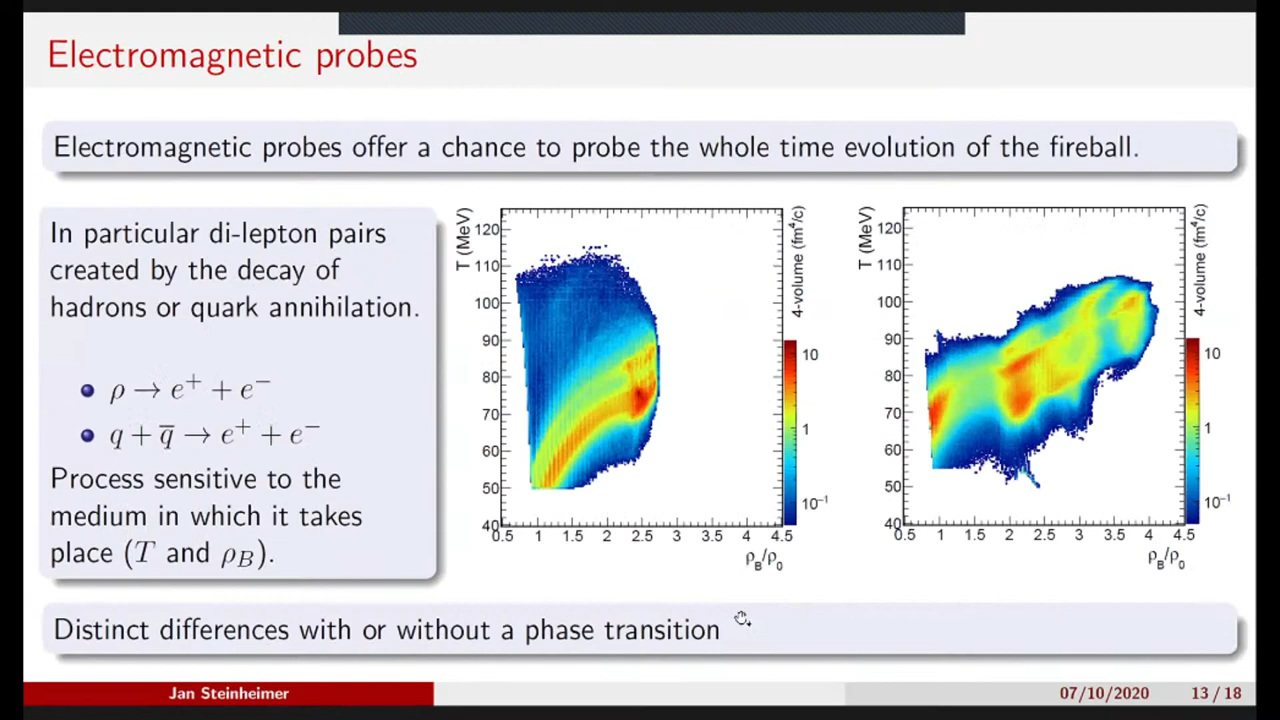 Electromagnetic probes
Electromagnetic probes offer a chance to probe the whole time evolution of the fireball.
In particular di-lepton pairs
created by the decay of
hadrons or quark annihilation.
ρ → e⁺ + e⁻
q + q̅ → e⁺ + e⁻
Process sensitive to the
medium in which it takes
place (T and ρ_B).
T (MeV)
120
110
100
90
80
70
60
50
40
0.5 1 1.5 2 2.5 3 3.5 4 4.5
ρ_B/ρ_0
4-volume (fm⁴/c)
10
1
10⁻¹
T (MeV)
120
110
100
90
80
70
60
50
40
0.5 1 1.5 2 2.5 3 3.5 4 4.5
ρ_B/ρ_0
4-volume (fm⁴/c)
10
1
10⁻¹
Distinct differences with or without a phase transition
Jan Steinheimer 07/10/2020 13 / 18